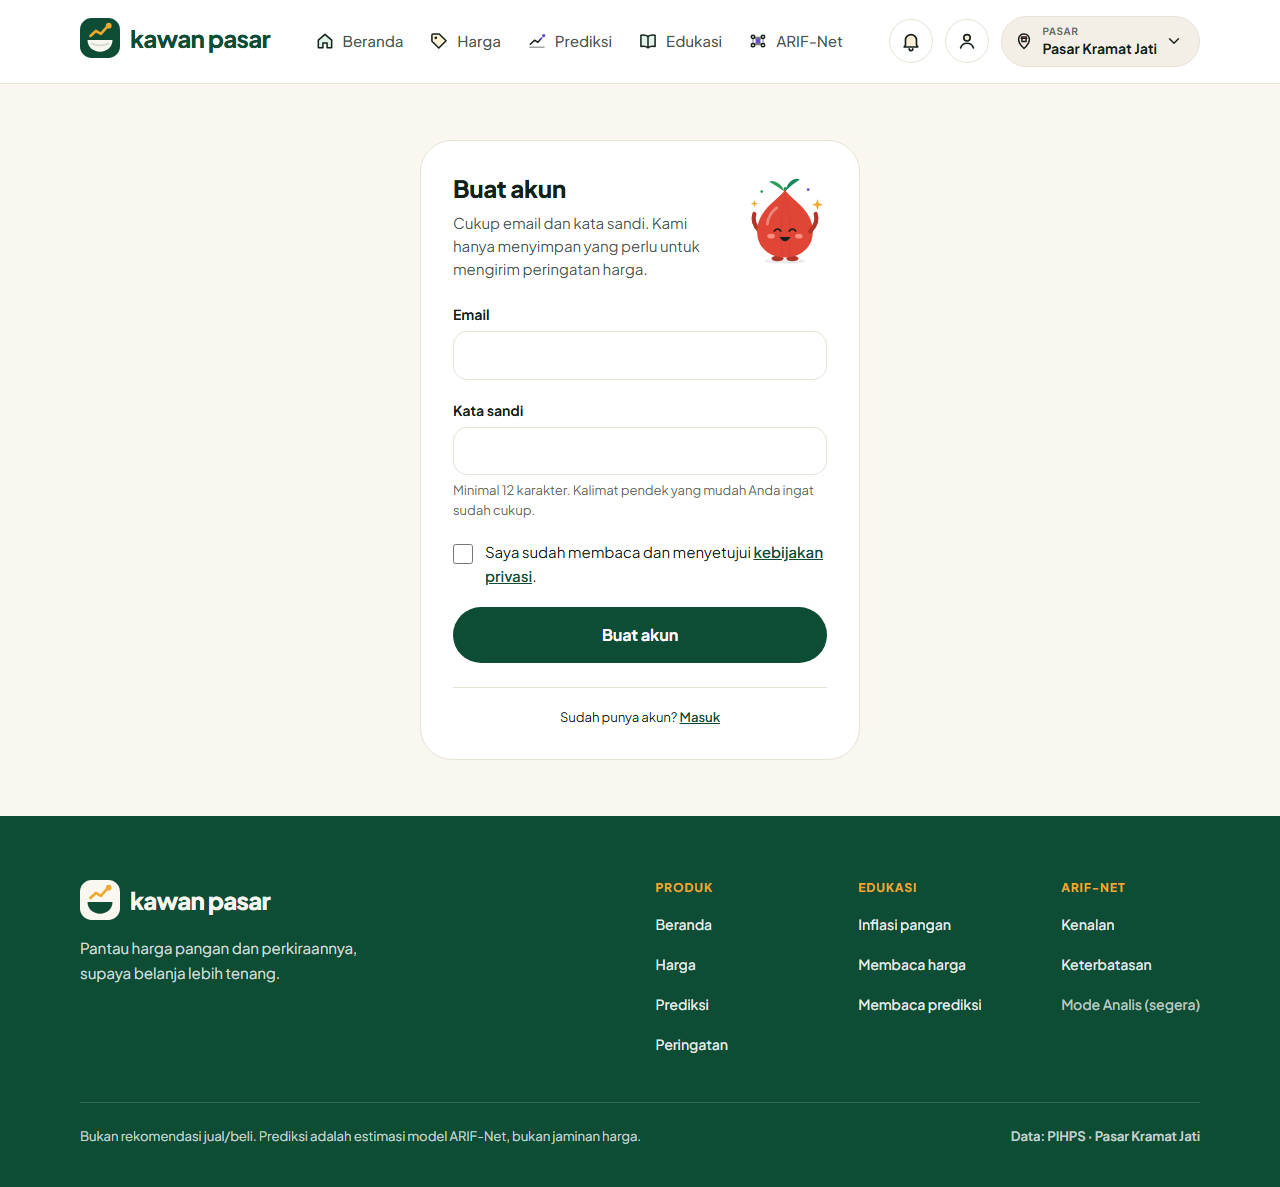 kawan pasar
Beranda
Harga
Prediksi
Edukasi
ARIF-Net
PASAR
Pasar Kramat Jati
Buat akun
Cukup email dan kata sandi. Kami
hanya menyimpan yang perlu untuk
mengirim peringatan harga.
Email
Kata sandi
Minimal 12 karakter. Kalimat pendek yang mudah Anda ingat
sudah cukup.
Saya sudah membaca dan menyetujui kebijakan
privasi.
Buat akun
Sudah punya akun? Masuk
kawan pasar
Pantau harga pangan dan perkiraannya,
supaya belanja lebih tenang.
PRODUK
Beranda
Harga
Prediksi
Peringatan
EDUKASI
Inflasi pangan
Membaca harga
Membaca prediksi
ARIF-NET
Kenalan
Keterbatasan
Mode Analis (segera)
Bukan rekomendasi jual/beli. Prediksi adalah estimasi model ARIF-Net, bukan jaminan harga.
Data: PIHPS · Pasar Kramat Jati